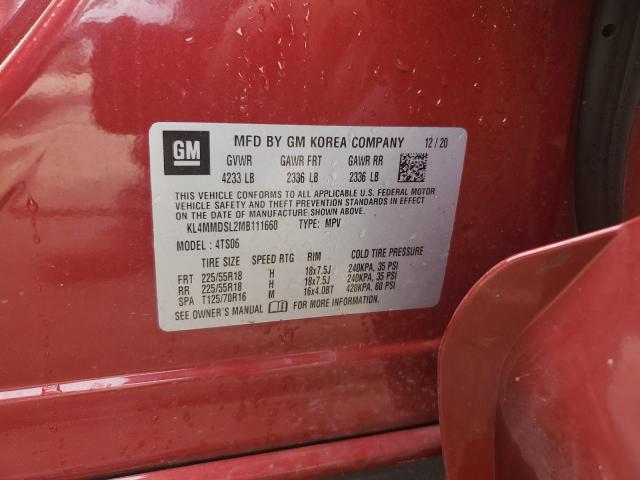 GM MFD BY GM KOREA COMPANY 12/20
GVWR GAWR FRT GAWR RR
4233 LB 2336 LB 2336 LB
THIS VEHICLE CONFORMS TO ALL APPLICABLE U.S. FEDERAL MOTOR
VEHICLE SAFETY AND THEFT PREVENTION STANDARDS IN EFFECT
ON THE DATE OF MANUFACTURE SHOWN ABOVE.
KL4MMDSL2MB111660 TYPE: MPV
MODEL : 4TS06
TIRE SIZE SPEED RTG RIM COLD TIRE PRESSURE
FRT 225/55R18 H 18x7.5J 240KPA, 35 PSI
RR 225/55R18 H 18x7.5J 240KPA, 35 PSI
SPA T125/70R16 M 16x4.0BT 420KPA, 60 PSI
SEE OWNER'S MANUAL FOR MORE INFORMATION.